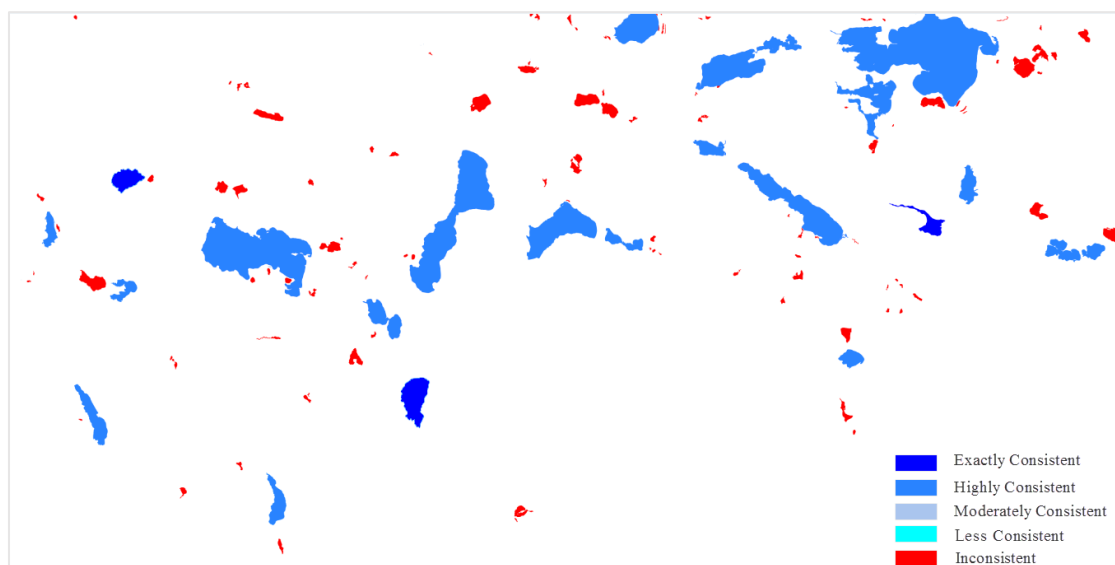 Exactly Consistent
Highly Consistent
Moderately Consistent
Less Consistent
Inconsistent